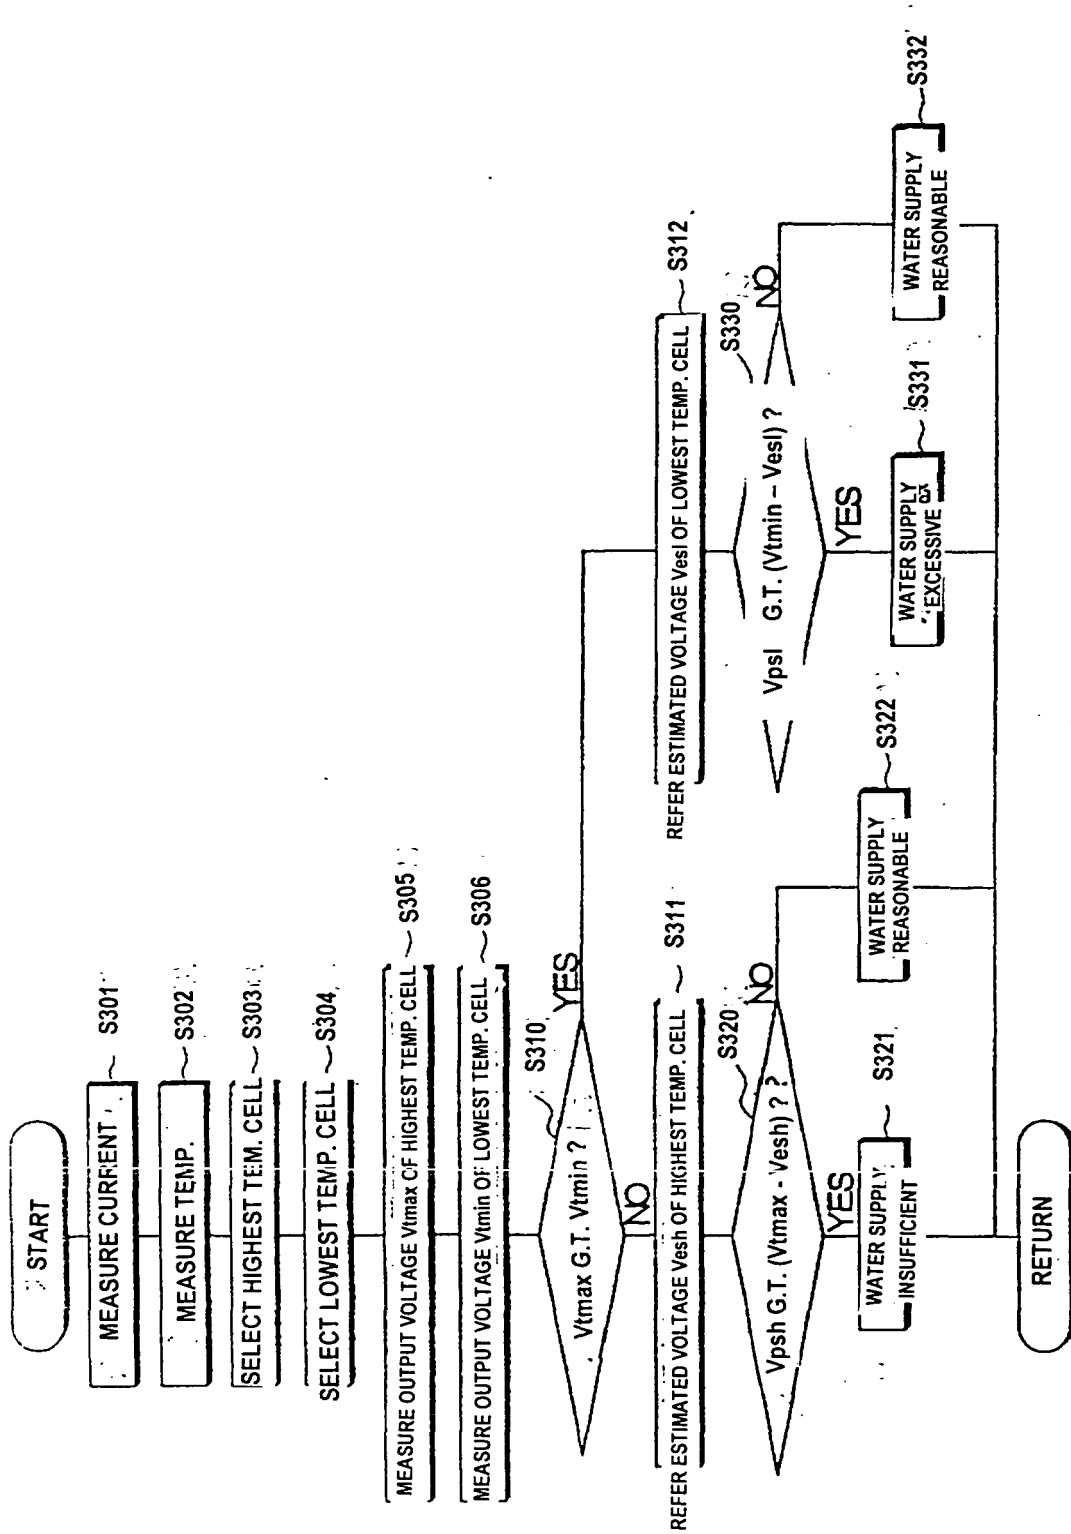 START
MEASURE CURRENT
S301
MEASURE TEMP.
S302
SELECT HIGHEST TEM. CELL
S303
SELECT LOWEST TEMP. CELL
S304
MEASURE OUTPUT VOLTAGE Vtmax OF HIGHEST TEMP. CELL
S305
MEASURE OUTPUT VOLTAGE Vtmin OF LOWEST TEMP. CELL
S306
Vtmax G.T. Vtmin ?
S310
YES
NO
REFER ESTIMATED VOLTAGE Vesh OF HIGHEST TEMP. CELL
S311
REFER ESTIMATED VOLTAGE Vesl OF LOWEST TEMP. CELL
S312
Vpsh G.T. (Vtmax - Vesh) ? ?
S320
NO
YES
Vpsl G.T. (Vtmin – Vesl) ?
S330
NO
YES
WATER SUPPLY
INSUFFICIENT
S321
WATER SUPPLY
REASONABLE
S322
WATER SUPPLY
EXCESSIVE
S331
WATER SUPPLY
REASONABLE
S332
RETURN